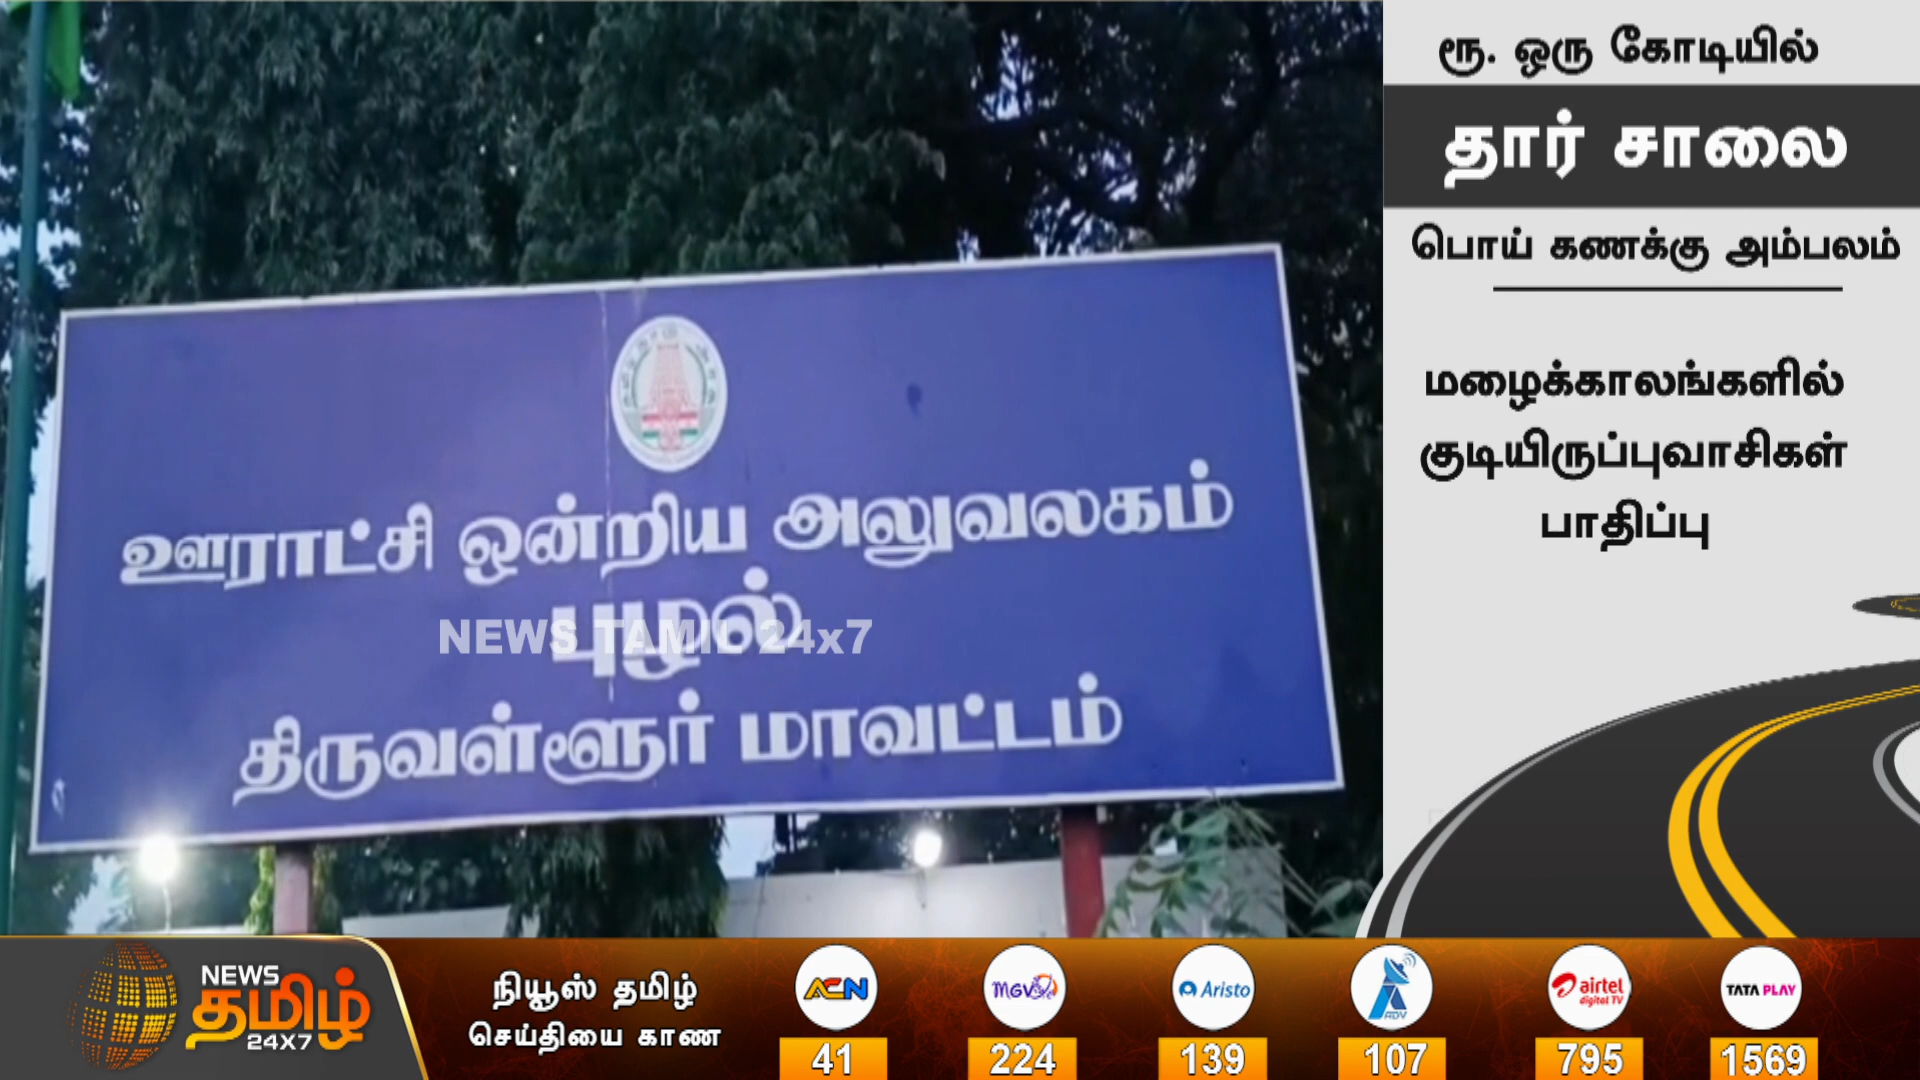 ரூ. ஒரு கோடியில்
தார் சாலை
பொய் கணக்கு அம்பலம்
மழைக்காலங்களில்
குடியிருப்புவாசிகள்
பாதிப்பு
ஊராட்சி ஒன்றிய அலுவலகம்
புழல்
NEWS TAMIL 24x7
திருவள்ளூர் மாவட்டம்
NEWS
தமிழ்
24X7
நியூஸ் தமிழ்
செய்தியை காண
ACN
41
MGV
224
Aristo
139
ADV
107
airtel
digital TV
795
TATA PLAY
1569